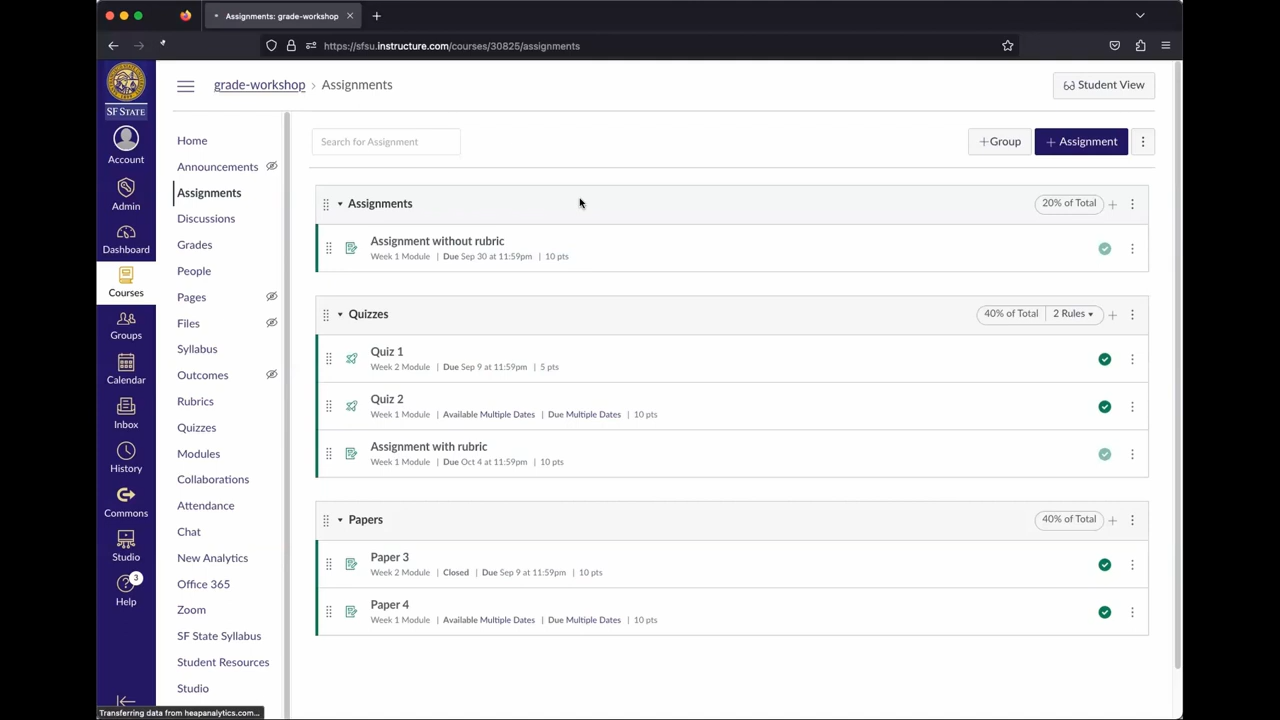 Assignments: grade-workshop
https://sfsu.instructure.com/courses/30825/assignments
SF STATE
Account
Admin
Dashboard
Courses
Groups
Calendar
Inbox
History
Commons
Studio
3
Help
grade-workshop › Assignments
Student View
Home
Announcements
Assignments
Discussions
Grades
People
Pages
Files
Syllabus
Outcomes
Rubrics
Quizzes
Modules
Collaborations
Attendance
Chat
New Analytics
Office 365
Zoom
SF State Syllabus
Student Resources
Studio
Search for Assignment
+Group
+ Assignment
Assignments
20% of Total
Assignment without rubric
Week 1 Module | Due Sep 30 at 11:59pm | 10 pts
Quizzes
40% of Total | 2 Rules
Quiz 1
Week 2 Module | Due Sep 9 at 11:59pm | 5 pts
Quiz 2
Week 1 Module | Available Multiple Dates | Due Multiple Dates | 10 pts
Assignment with rubric
Week 1 Module | Due Oct 4 at 11:59pm | 10 pts
Papers
40% of Total
Paper 3
Week 2 Module | Closed | Due Sep 9 at 11:59pm | 10 pts
Paper 4
Week 1 Module | Available Multiple Dates | Due Multiple Dates | 10 pts
Transferring data from heapanalytics.com...